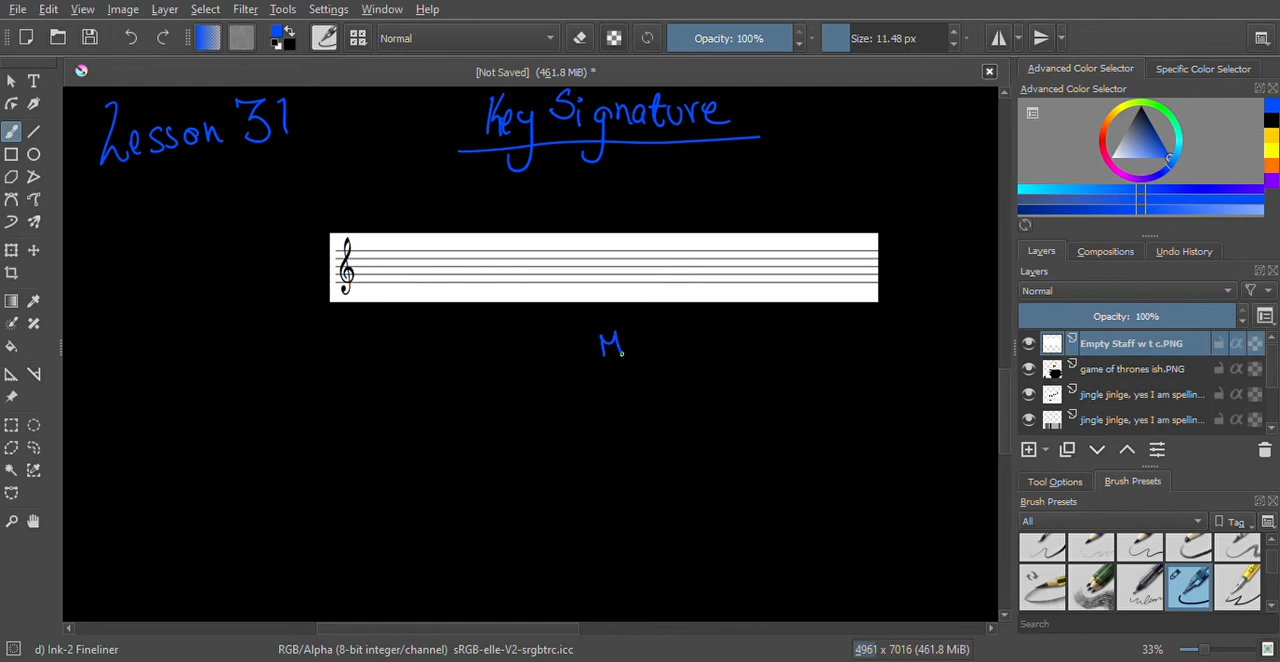 File Edit View Image Layer Select Filter Tools Settings Window Help
Normal Opacity: 100% Size: 11.48 px
[Not Saved] (461.8 MiB) *
Advanced Color Selector Specific Color Selector
Advanced Color Selector
Lesson 31
Key Signature
M
Layers Compositions Undo History
Layers
Normal
Opacity: 100%
Empty Staff w t c.PNG
game of thrones ish.PNG
jingle jinlge, yes I am spellin...
jingle jinlge, yes I am spellin...
Tool Options Brush Presets
Brush Presets
All Tag
Search
d) Ink-2 Fineliner RGB/Alpha (8-bit integer/channel) sRGB-elle-V2-srgbtrc.icc 4961 x 7016 (461.8 MiB) 33%